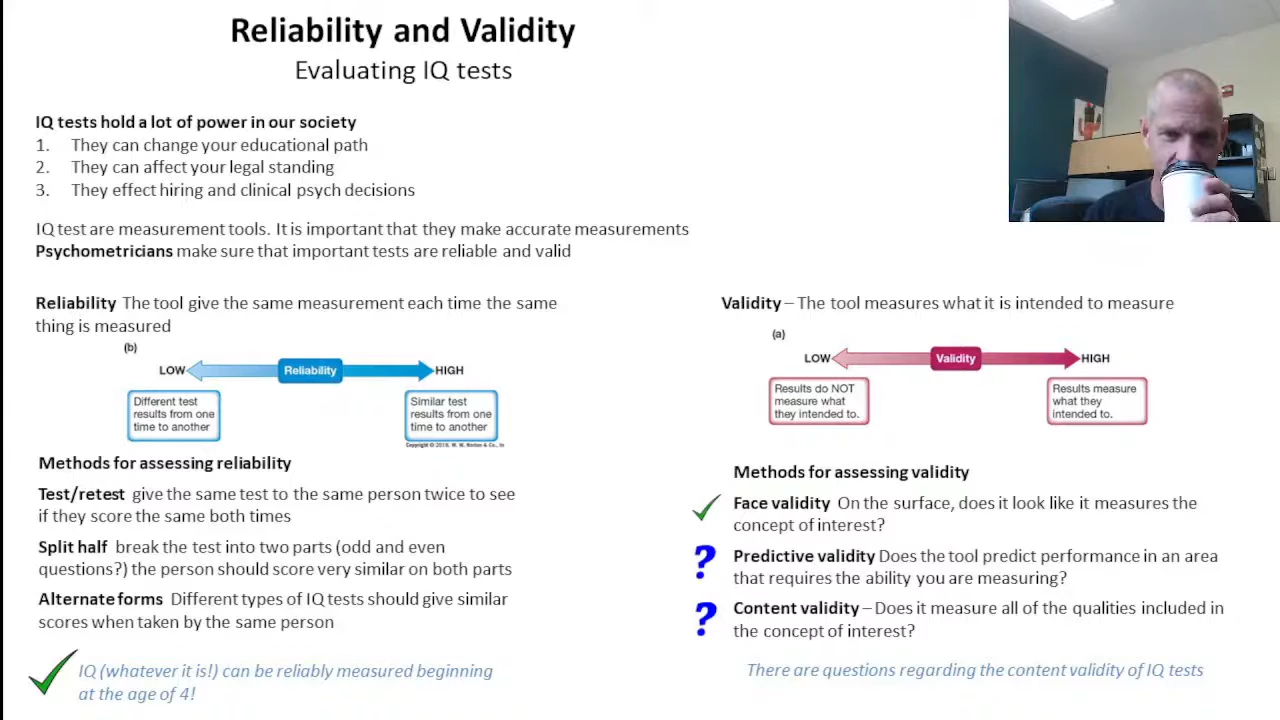 Reliability and Validity
Evaluating IQ tests
IQ tests hold a lot of power in our society
1. They can change your educational path
2. They can affect your legal standing
3. They effect hiring and clinical psych decisions
IQ test are measurement tools. It is important that they make accurate measurements
Psychometricians make sure that important tests are reliable and valid
Reliability The tool give the same measurement each time the same
thing is measured
(b)
LOW Reliability HIGH
Different test
results from one
time to another
Similar test
results from one
time to another
Copyright © 2019, W. W. Norton & Co., In
Methods for assessing reliability
Test/retest give the same test to the same person twice to see
if they score the same both times
Split half break the test into two parts (odd and even
questions?) the person should score very similar on both parts
Alternate forms Different types of IQ tests should give similar
scores when taken by the same person
IQ (whatever it is!) can be reliably measured beginning
at the age of 4!
Validity – The tool measures what it is intended to measure
(a)
LOW Validity HIGH
Results do NOT
measure what
they intended to.
Results measure
what they
intended to.
Methods for assessing validity
Face validity On the surface, does it look like it measures the
concept of interest?
? Predictive validity Does the tool predict performance in an area
that requires the ability you are measuring?
? Content validity – Does it measure all of the qualities included in
the concept of interest?
There are questions regarding the content validity of IQ tests